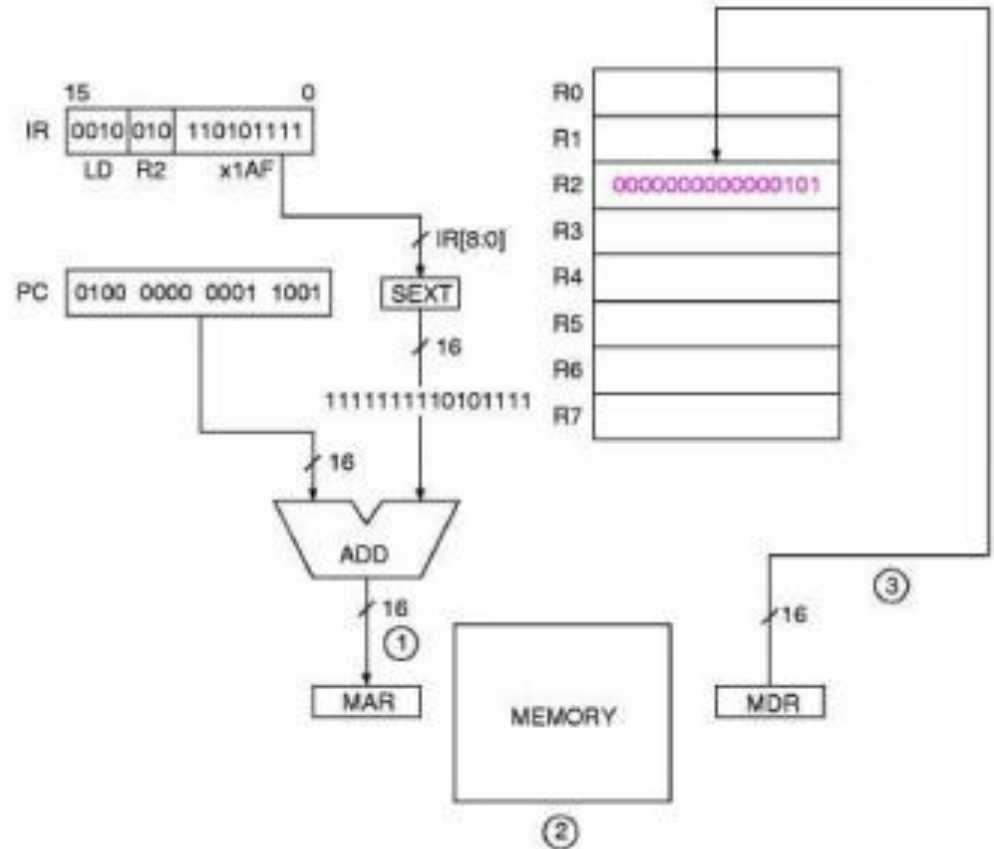 15 0
IR 0010 010 110101111
LD R2 x1AF
IR[8:0]
PC 0100 0000 0001 1001
SEXT
16
1111111110101111
16
ADD
16
1
MAR
MEMORY
2
R0
R1
R2 0000000000000101
R3
R4
R5
R6
R7
3
16
MDR